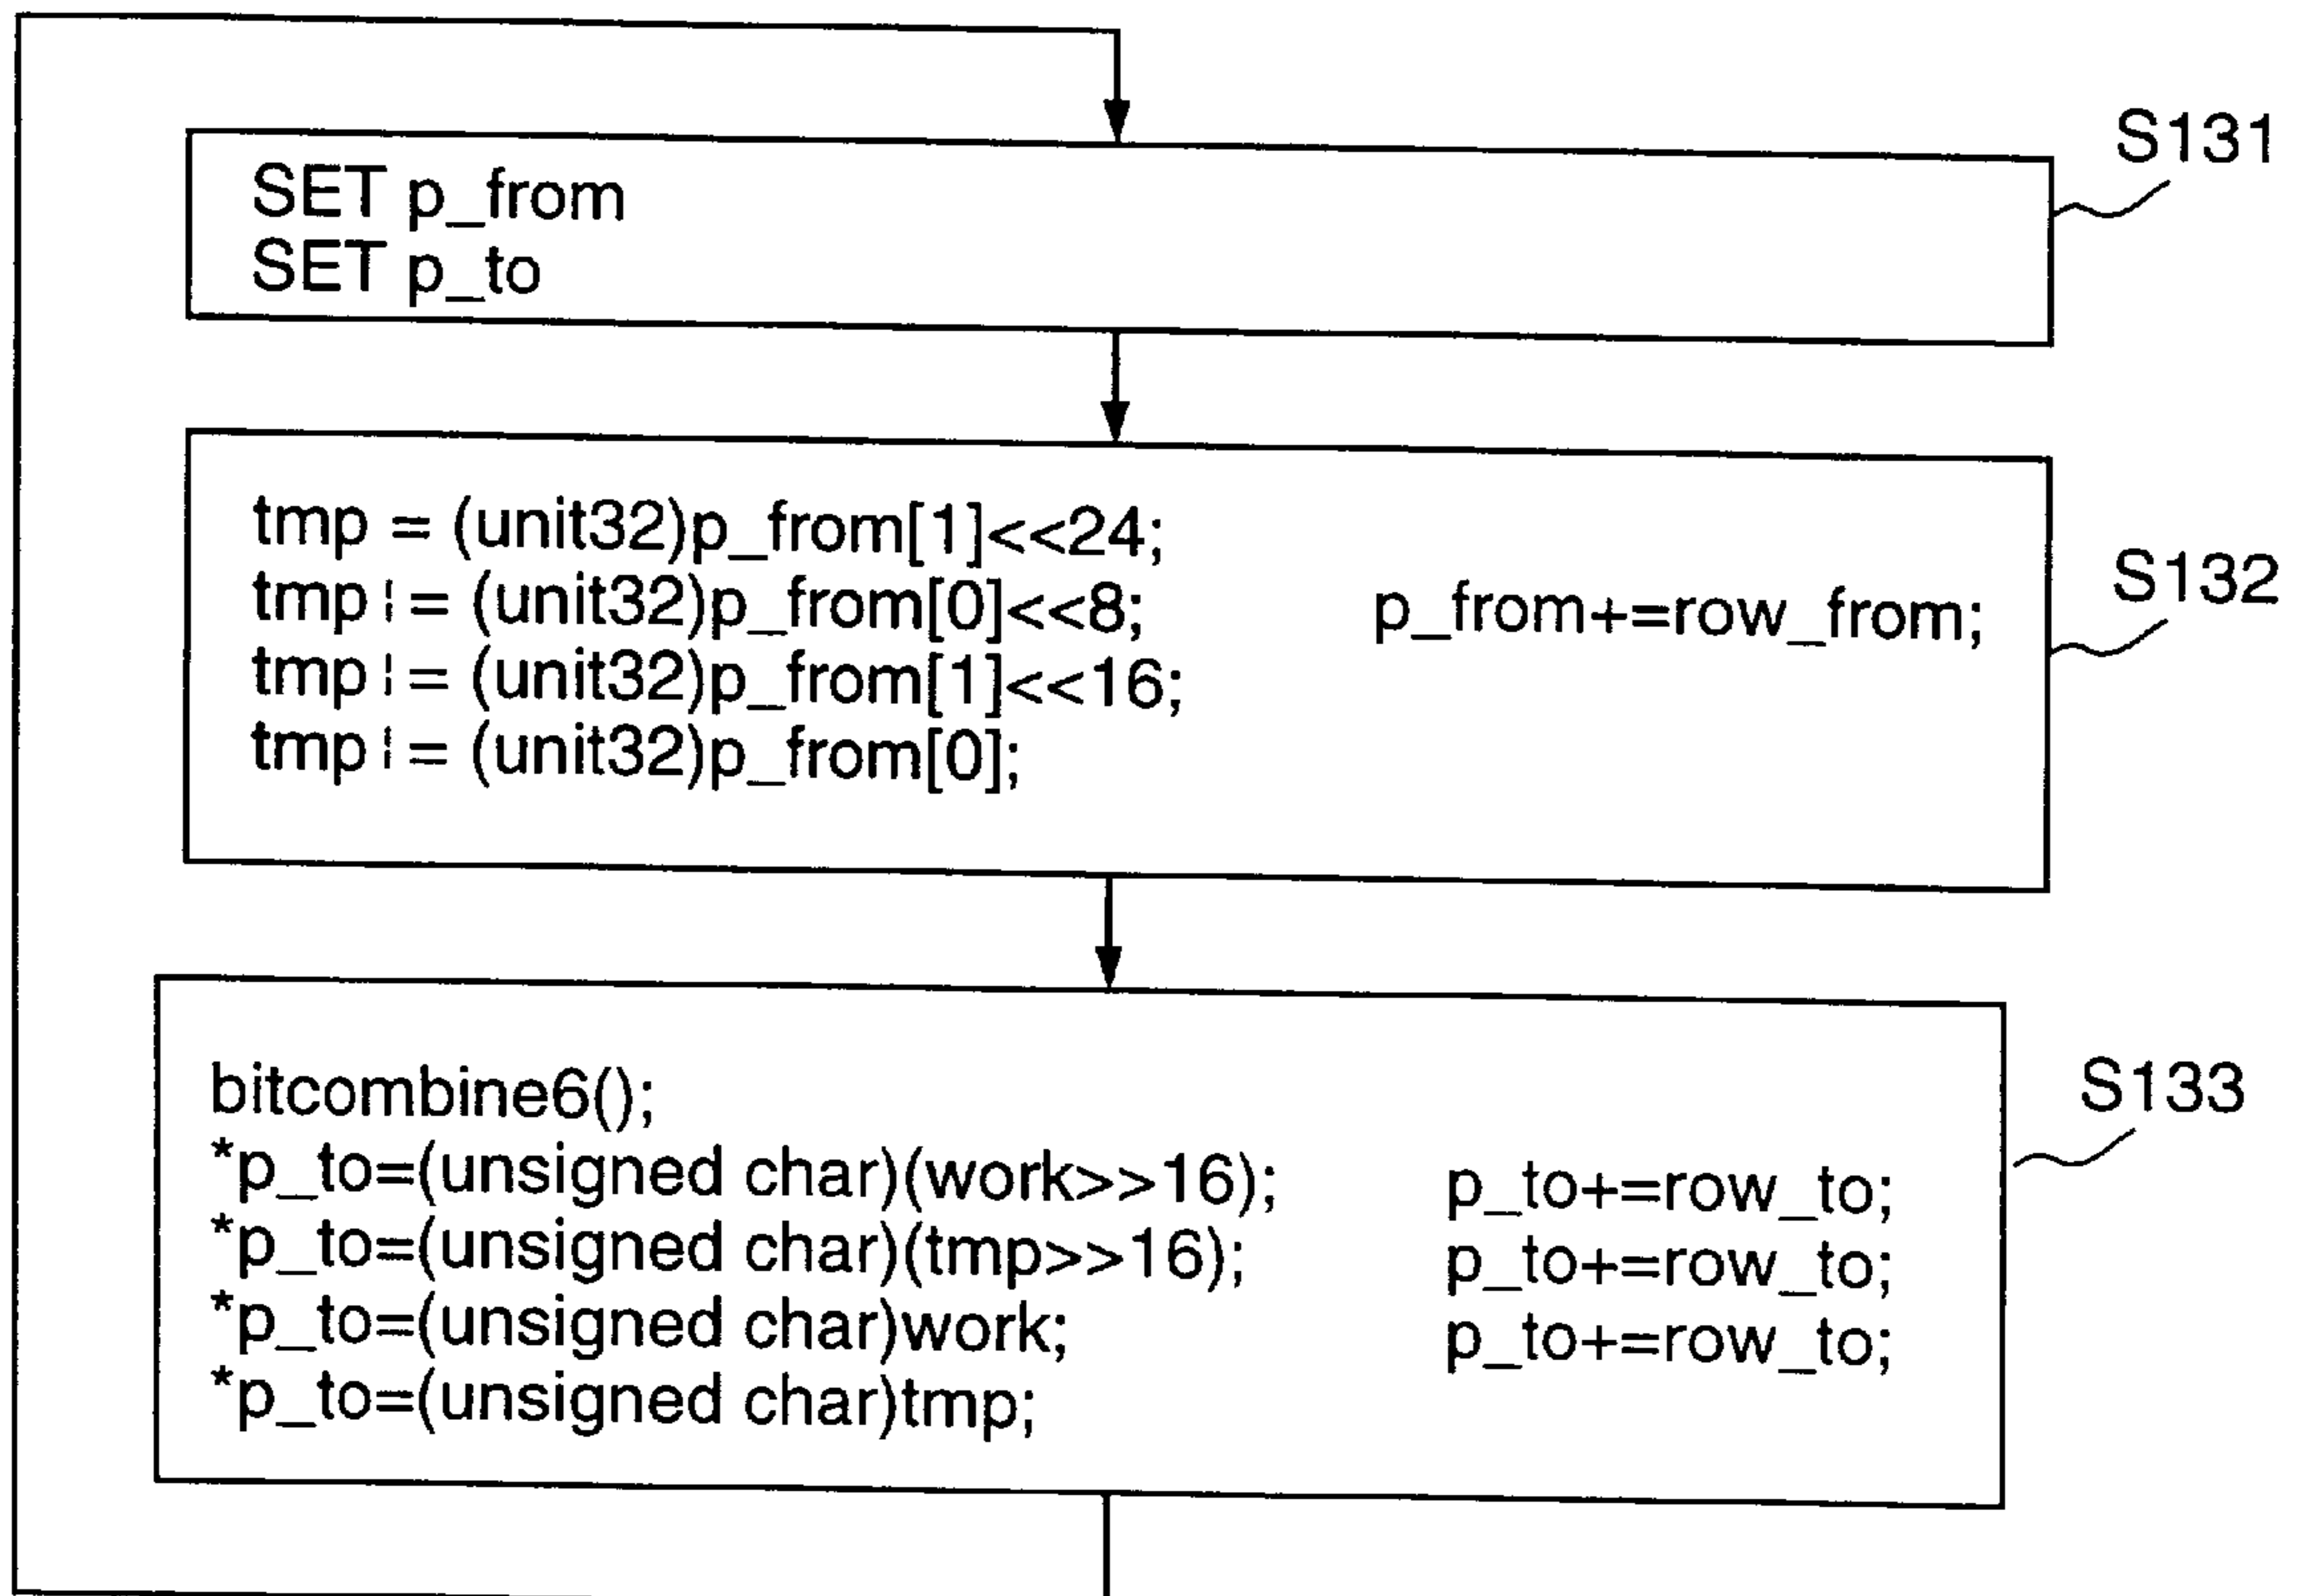 S131
SET p_from
SET p_to
tmp = (unit32)p_from[1]<<24;
tmp ¦= (unit32)p_from[0]<<8; p_from+=row_from;
S132
tmp ¦= (unit32)p_from[1]<<16;
tmp ¦= (unit32)p_from[0];
bitcombine6();
S133
*p_to=(unsigned char)(work>>16); p_to+=row_to;
*p_to=(unsigned char)(tmp>>16); p_to+=row_to;
*p_to=(unsigned char)work; p_to+=row_to;
*p_to=(unsigned char)tmp;